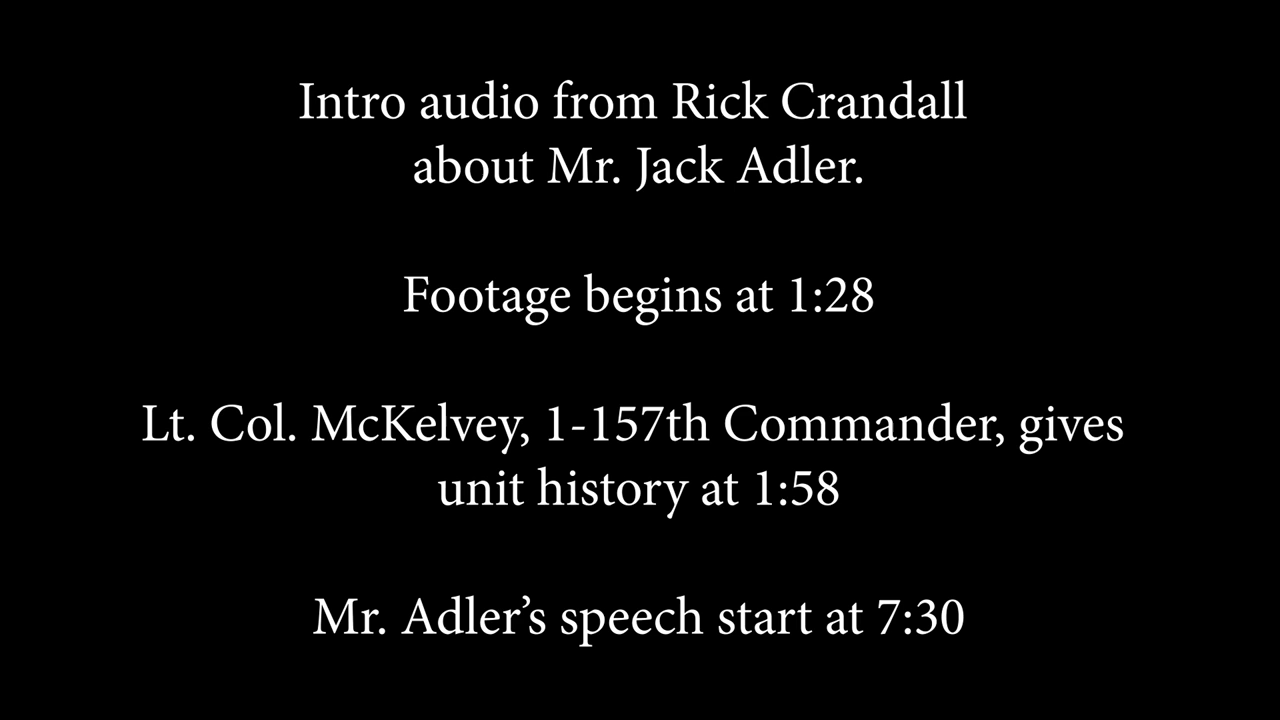 Intro audio from Rick Crandall
about Mr. Jack Adler.
Footage begins at 1:28
Lt. Col. McKelvey, 1-157th Commander, gives
unit history at 1:58
Mr. Adler’s speech start at 7:30